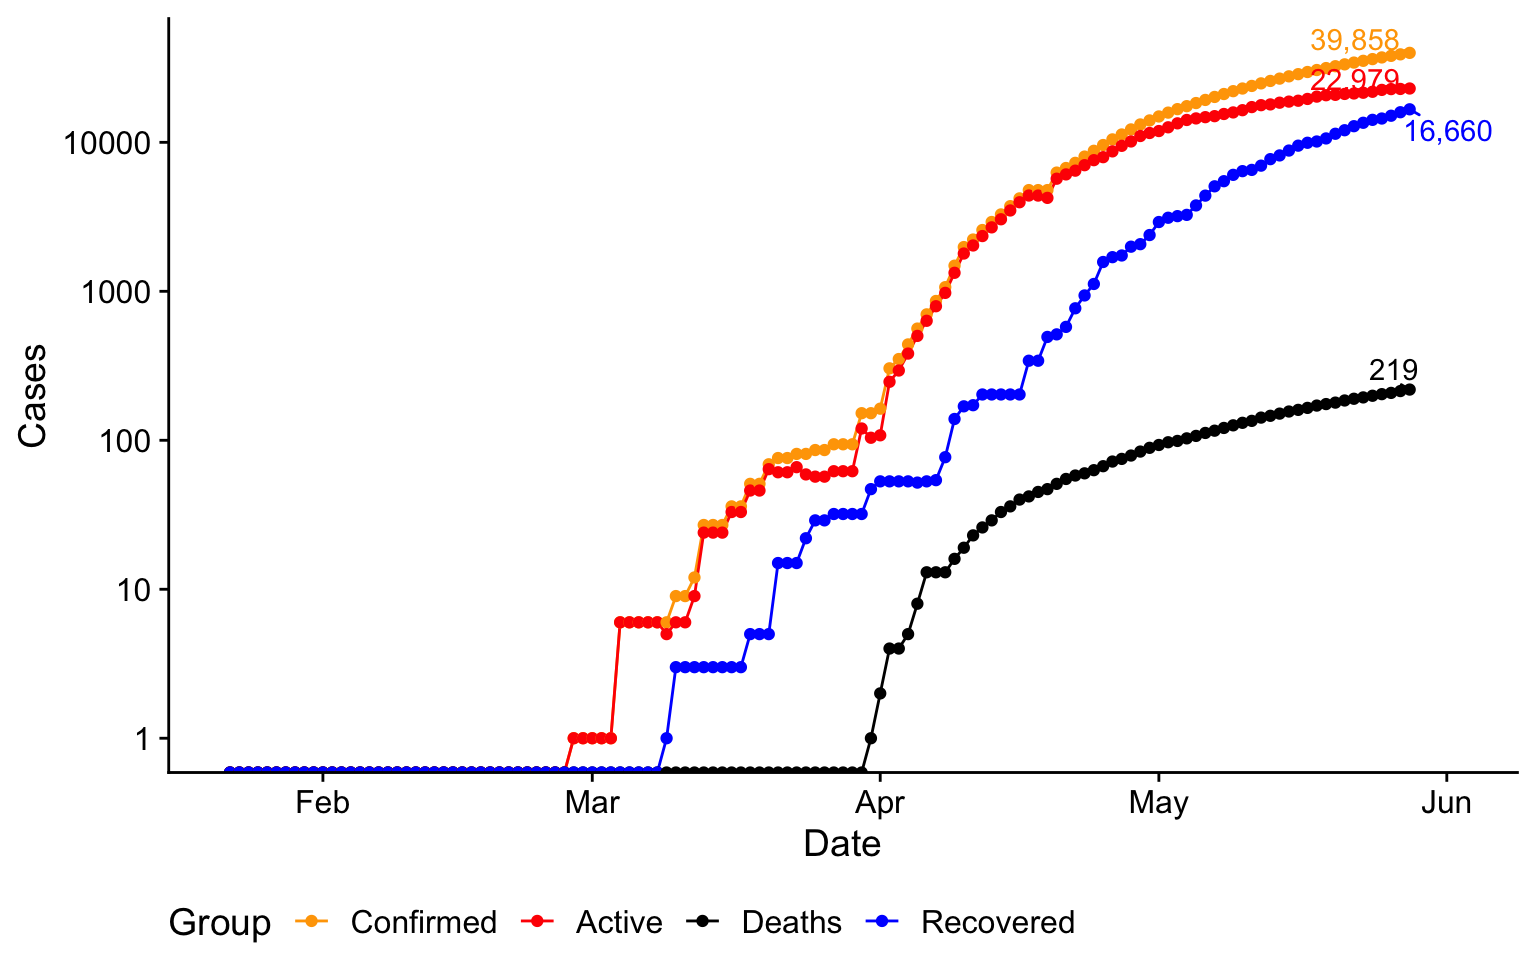 39,858
22,979
16,660
219
10000
1000
100
10
1
Cases
Feb Mar Apr May Jun
Date
Group Confirmed Active Deaths Recovered